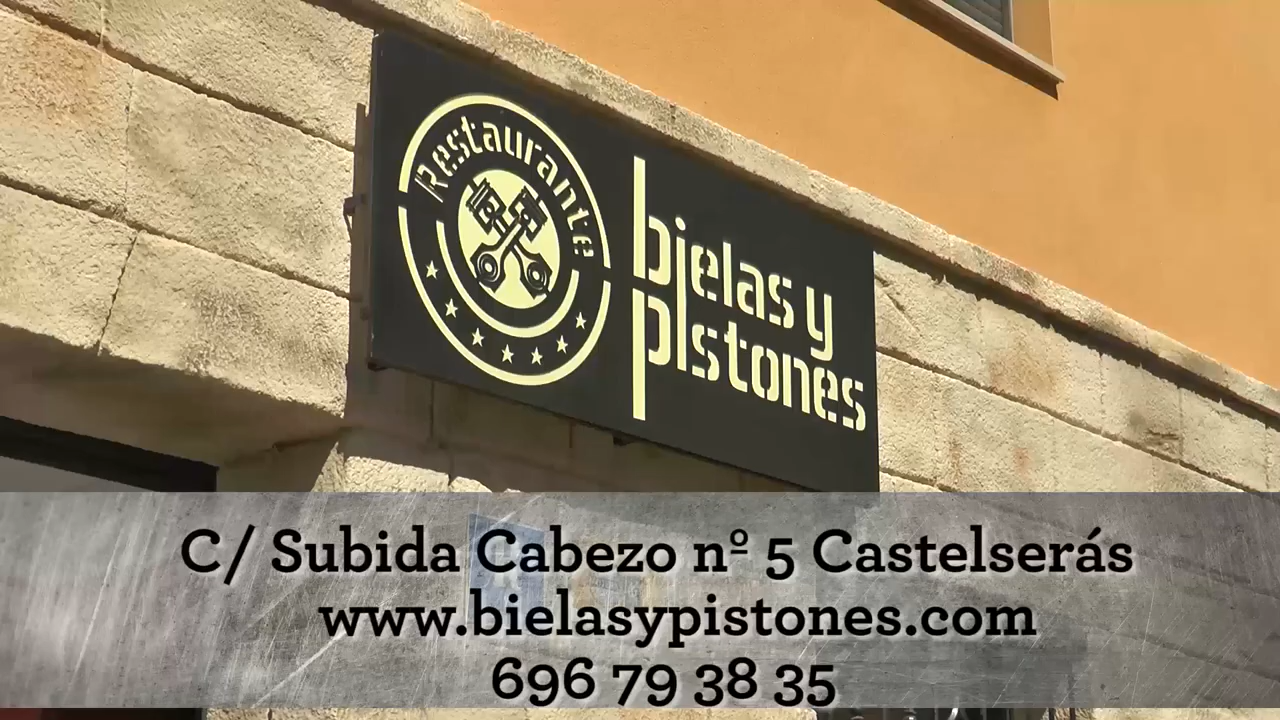 Restaurante
bielas y
pistones
C/ Subida Cabezo nº 5 Castelserás
www.bielasypistones.com
696 79 38 35